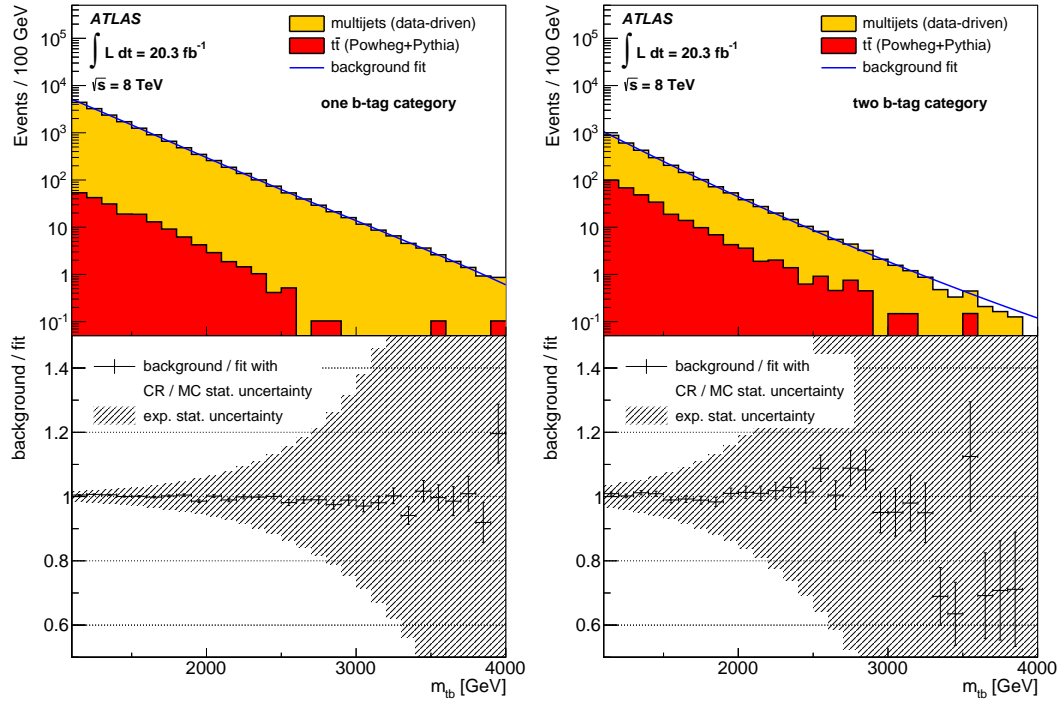 ATLAS
∫ L dt = 20.3 fb⁻¹
√s = 8 TeV
multijets (data-driven)
tt̄ (Powheg+Pythia)
background fit
one b-tag category
Events / 100 GeV
10⁵
10⁴
10³
10²
10
1
10⁻¹
background / fit
1.4
1.2
1
0.8
0.6
background / fit with
CR / MC stat. uncertainty
exp. stat. uncertainty
2000 3000 4000
m_tb [GeV]
ATLAS
∫ L dt = 20.3 fb⁻¹
√s = 8 TeV
multijets (data-driven)
tt̄ (Powheg+Pythia)
background fit
two b-tag category
Events / 100 GeV
10⁵
10⁴
10³
10²
10
1
10⁻¹
background / fit
1.4
1.2
1
0.8
0.6
background / fit with
CR / MC stat. uncertainty
exp. stat. uncertainty
2000 3000 4000
m_tb [GeV]